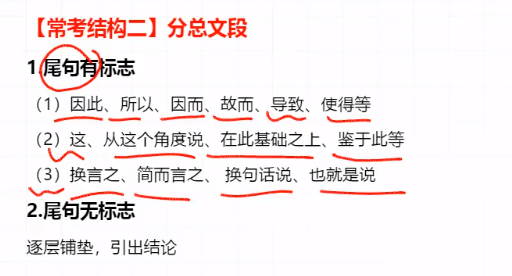 【常考结构二】分总文段
1.尾句有标志
（1）因此、所以、因而、故而、导致、使得等
（2）这、从这个角度说、在此基础之上、鉴于此等
（3）换言之、简而言之、换句话说、也就是说
2.尾句无标志
逐层铺垫，引出结论